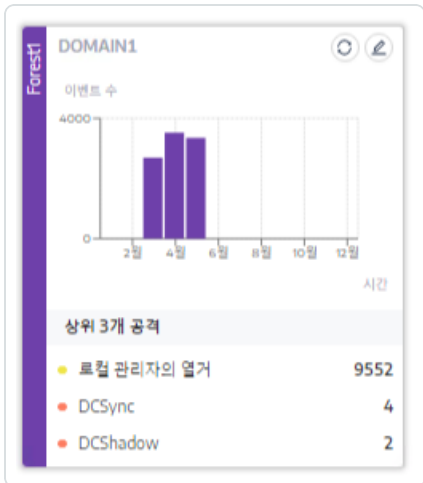 Forest1
DOMAIN1
이벤트 수
4000
0
2월 4월 6월 8월 10월 12월
시간
상위 3개 공격
로컬 관리자의 열거 9552
DCSync 4
DCShadow 2